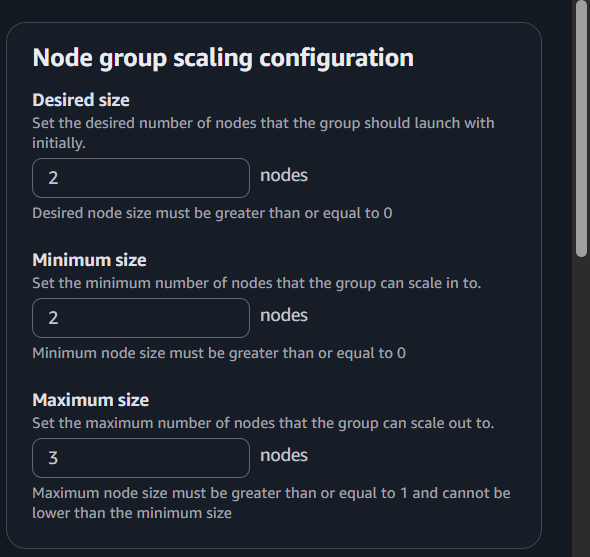 Node group scaling configuration
Desired size
Set the desired number of nodes that the group should launch with
initially.
2 nodes
Desired node size must be greater than or equal to 0
Minimum size
Set the minimum number of nodes that the group can scale in to.
2 nodes
Minimum node size must be greater than or equal to 0
Maximum size
Set the maximum number of nodes that the group can scale out to.
3 nodes
Maximum node size must be greater than or equal to 1 and cannot be
lower than the minimum size